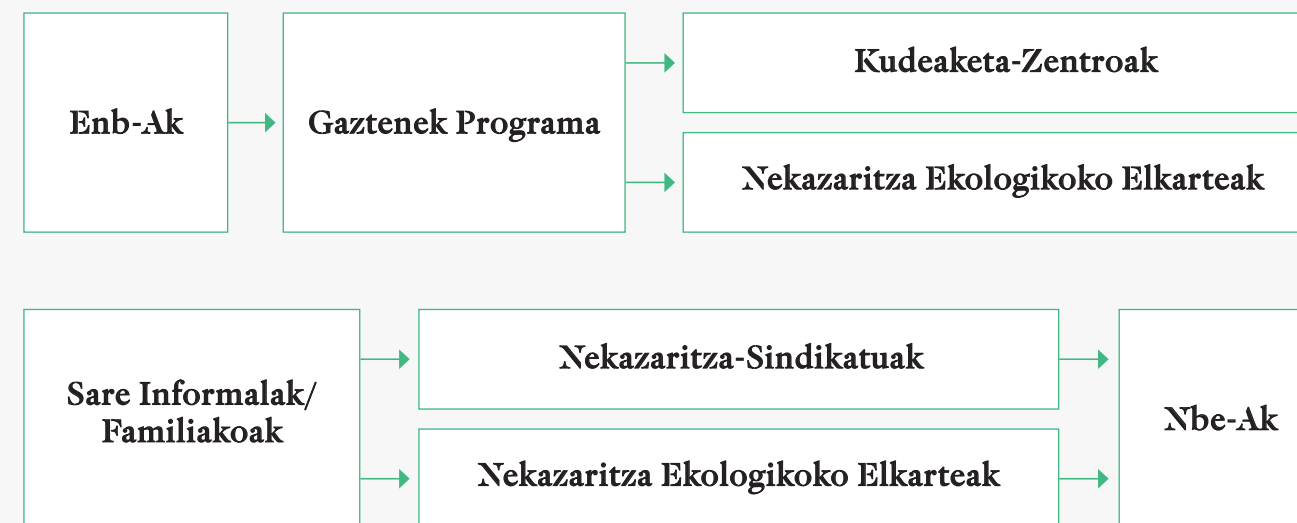 Enb-Ak
Gaztenek Programa
Kudeaketa-Zentroak
Nekazaritza Ekologikoko Elkarteak
Sare Informalak/
Familiakoak
Nekazaritza-Sindikatuak
Nekazaritza Ekologikoko Elkarteak
Nbe-Ak